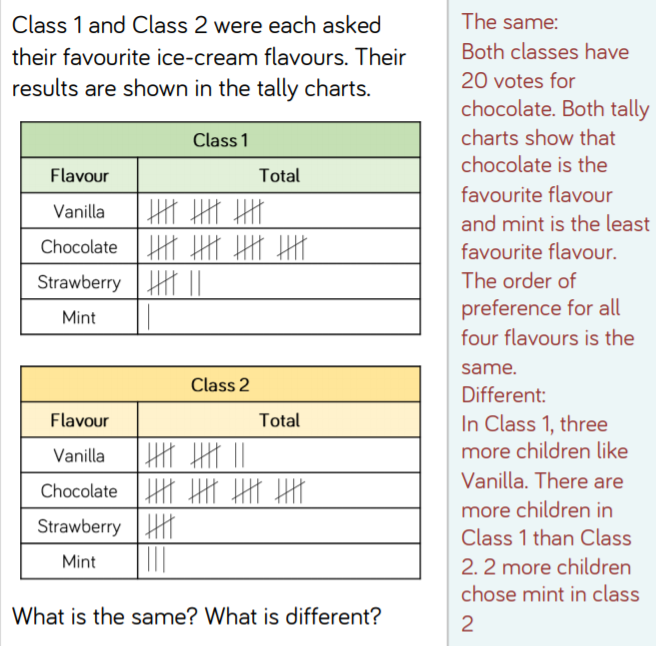 Class 1 and Class 2 were each asked
their favourite ice-cream flavours. Their
results are shown in the tally charts.
Class 1
Flavour Total
Vanilla
Chocolate
Strawberry
Mint
Class 2
Flavour Total
Vanilla
Chocolate
Strawberry
Mint
What is the same? What is different?
The same:
Both classes have
20 votes for
chocolate. Both tally
charts show that
chocolate is the
favourite flavour
and mint is the least
favourite flavour.
The order of
preference for all
four flavours is the
same.
Different:
In Class 1, three
more children like
Vanilla. There are
more children in
Class 1 than Class
2. 2 more children
chose mint in class
2